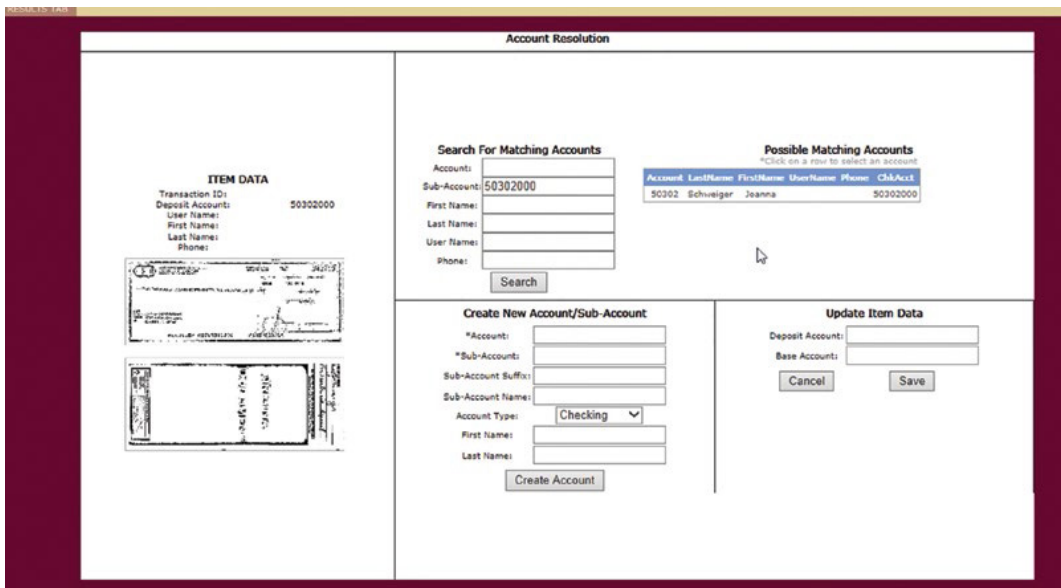 RESULTS TAB
Account Resolution
ITEM DATA
Transaction ID:
Deposit Account: 50302000
User Name:
First Name:
Last Name:
Phone:
Search For Matching Accounts
Account:
Sub-Account: 50302000
First Name:
Last Name:
User Name:
Phone:
Search
Possible Matching Accounts
*Click on a row to select an account
Account LastName FirstName UserName Phone ChkAcct
50302 Schweiger Jeanna 50302000
Create New Account/Sub-Account
*Account:
*Sub-Account:
Sub-Account Suffix:
Sub-Account Name:
Account Type: Checking
First Name:
Last Name:
Create Account
Update Item Data
Deposit Account:
Base Account:
Cancel Save